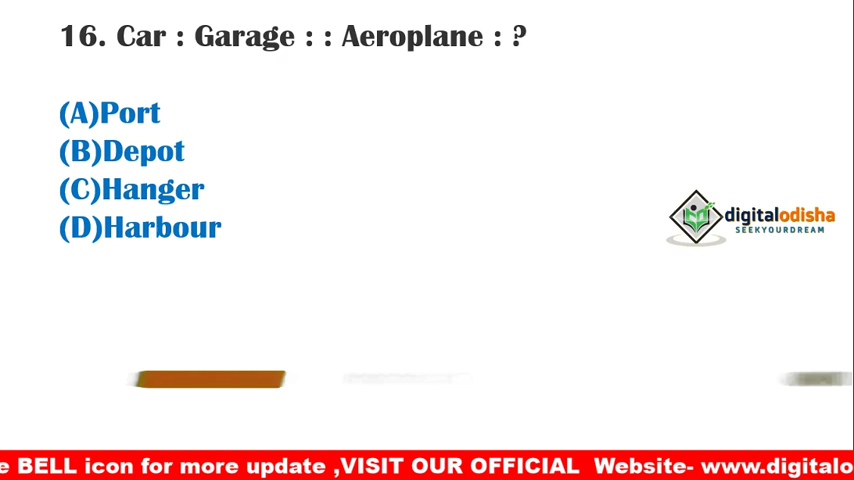 16. Car : Garage : : Aeroplane : ?
(A)Port
(B)Depot
(C)Hanger
(D)Harbour
digitalodisha
SEEKYOURDREAM
e BELL icon for more update ,VISIT OUR OFFICIAL Website- www.digitalo